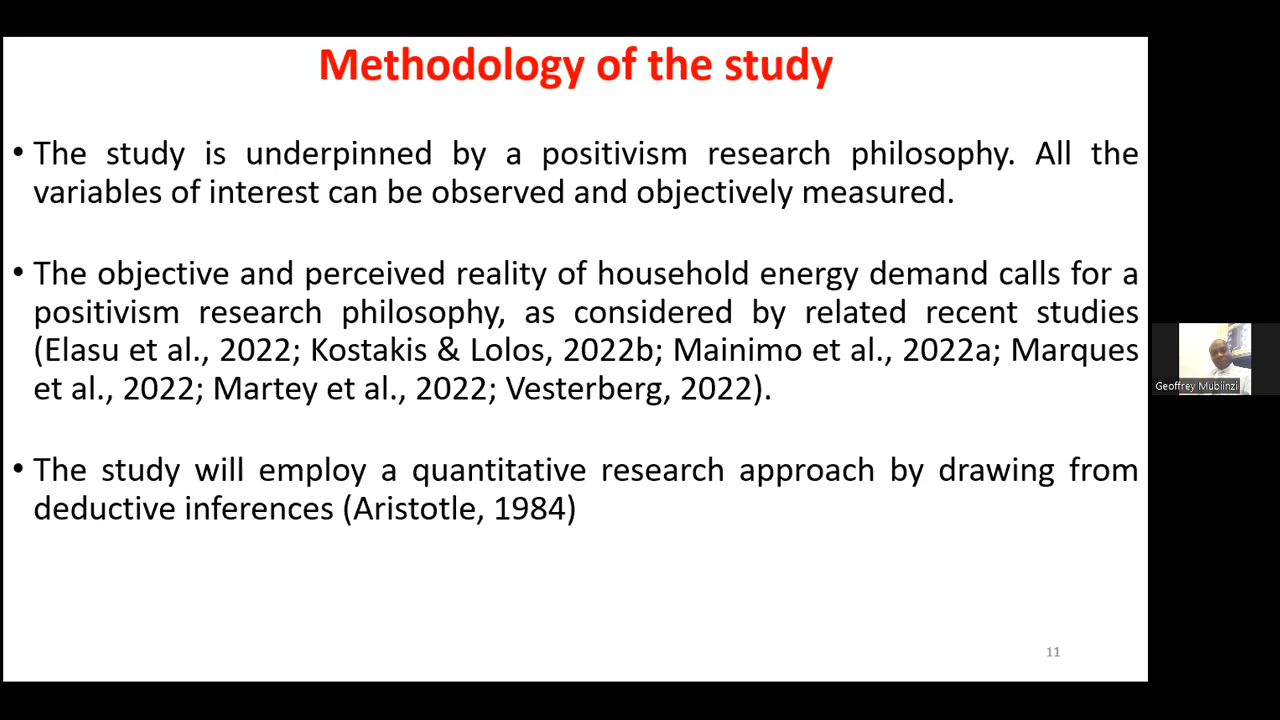 Methodology of the study
• The study is underpinned by a positivism research philosophy. All the
variables of interest can be observed and objectively measured.
• The objective and perceived reality of household energy demand calls for a
positivism research philosophy, as considered by related recent studies
(Elasu et al., 2022; Kostakis & Lolos, 2022b; Mainimo et al., 2022a; Marques
et al., 2022; Martey et al., 2022; Vesterberg, 2022).
• The study will employ a quantitative research approach by drawing from
deductive inferences (Aristotle, 1984)
11
Geoffrey Mubiinzi